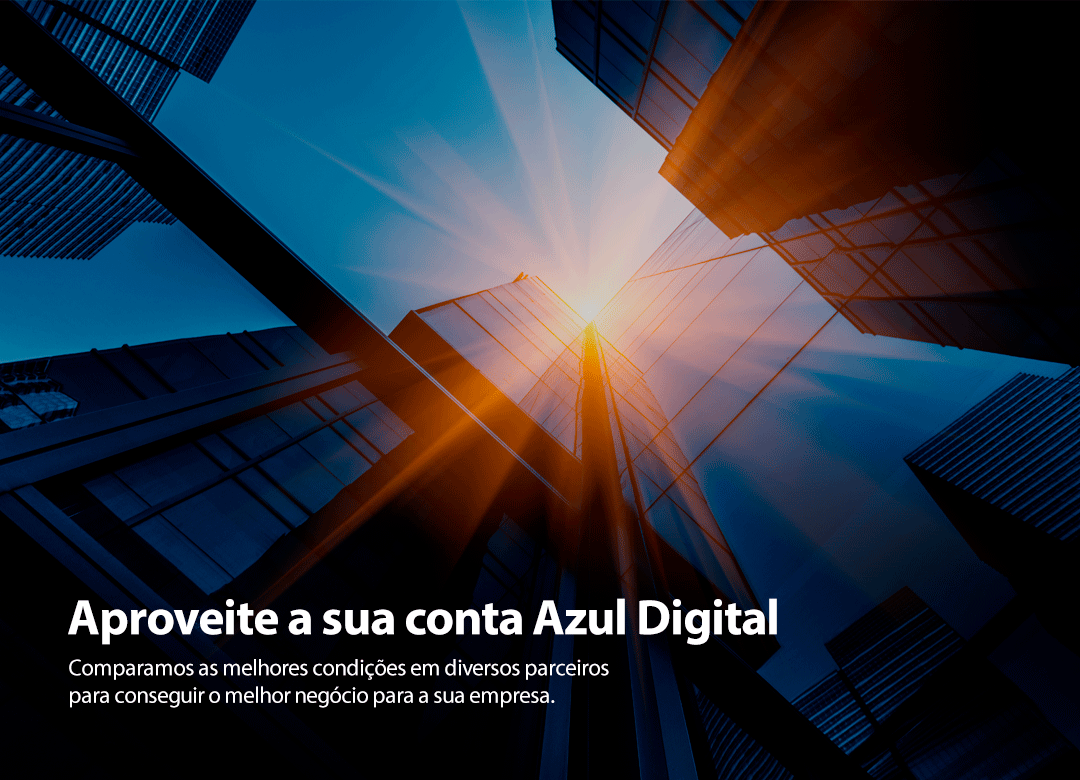 Aproveite a sua conta Azul Digital
Comparamos as melhores condições em diversos parceiros
para conseguir o melhor negócio para a sua empresa.